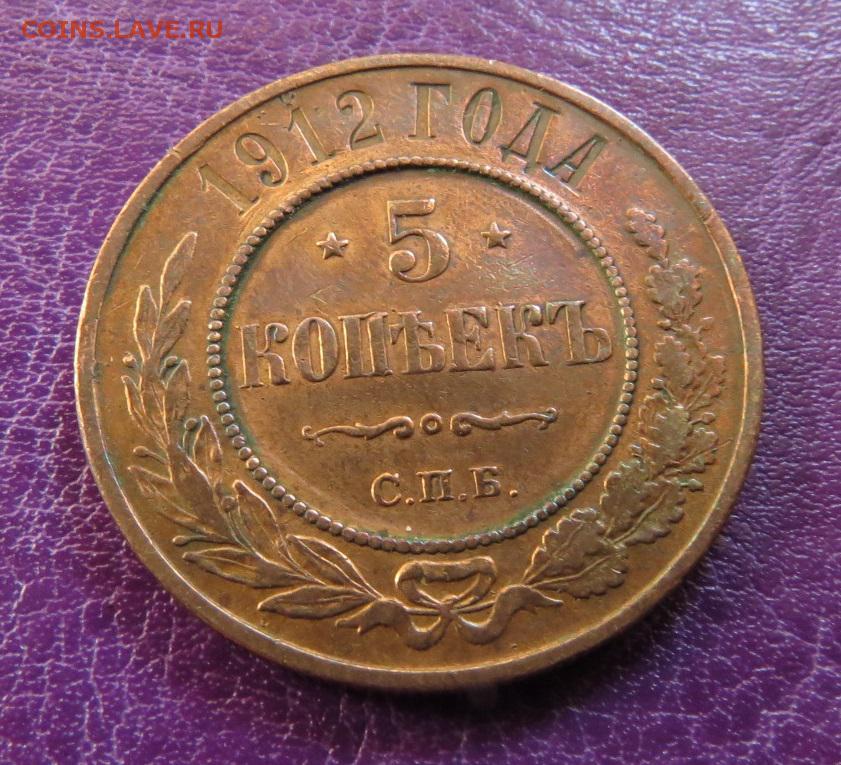 COINS.LAVE.RU
1912 ГОДА
5
КОПѢЕКЪ
С.П.Б.